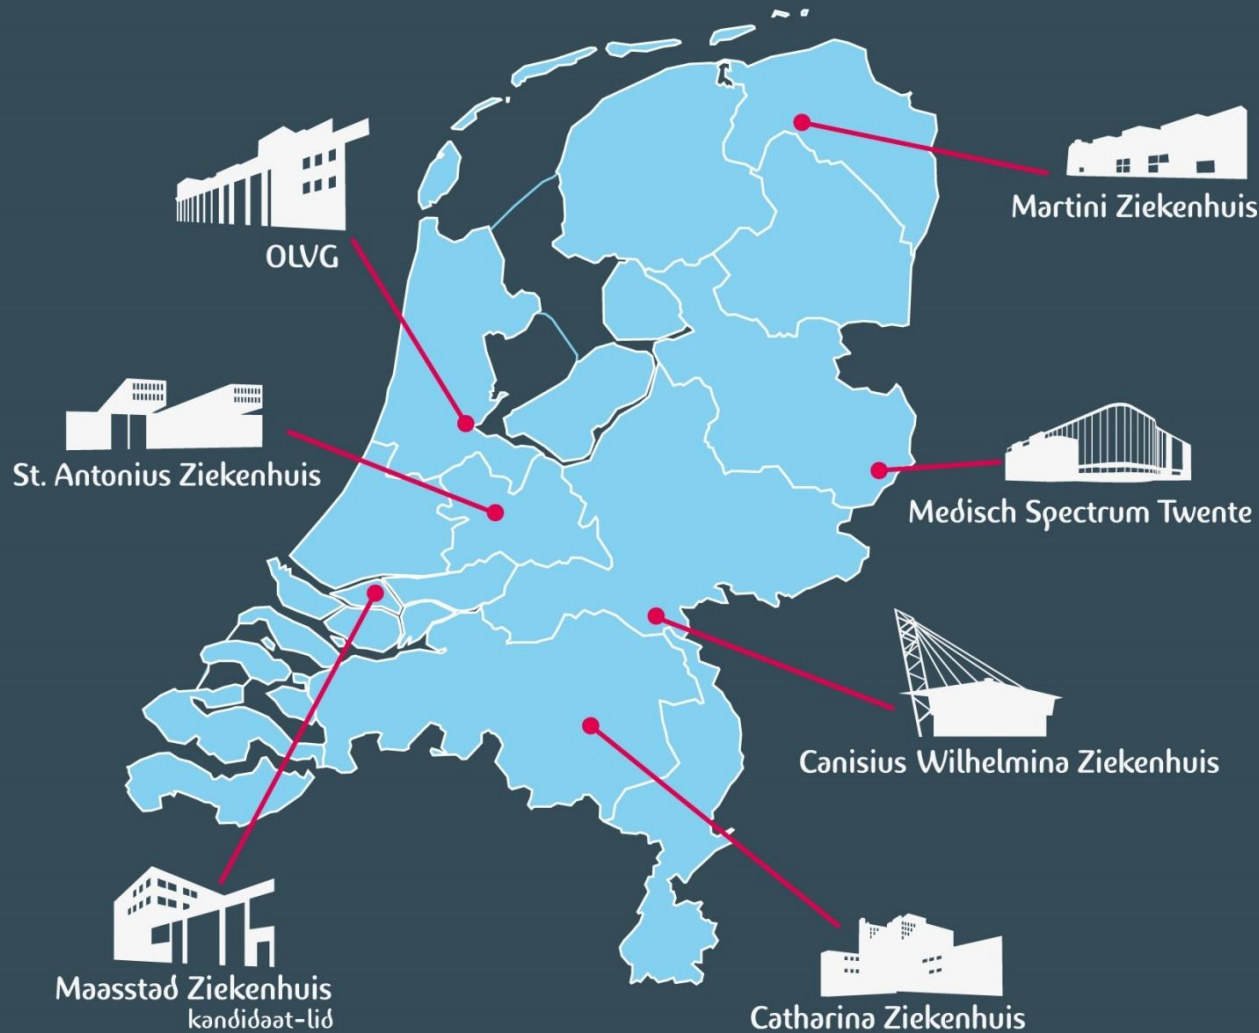 Martini Ziekenhuis
OLVG
St. Antonius Ziekenhuis
Medisch Spectrum Twente
Canisius Wilhelmina Ziekenhuis
Maasstad Ziekenhuis
kandidaat-lid
Catharina Ziekenhuis